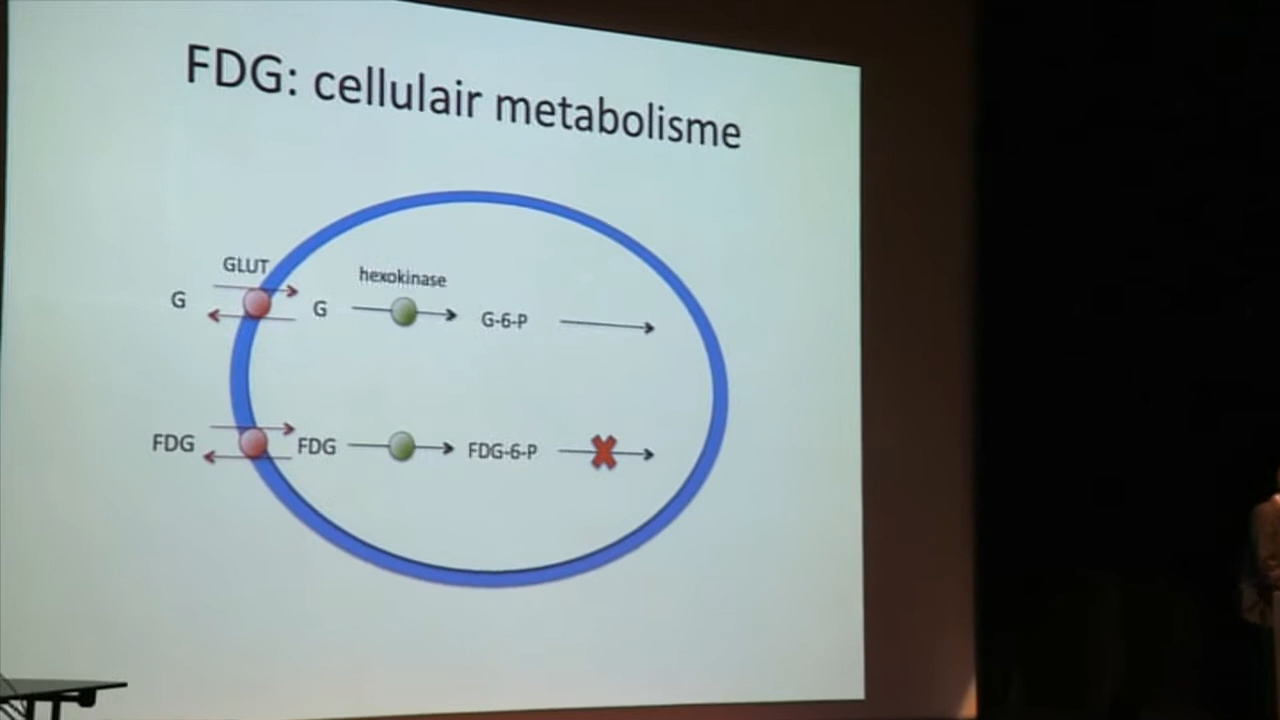 FDG: cellulair metabolisme
GLUT
hexokinase
G
G
G-6-P
FDG
FDG
FDG-6-P